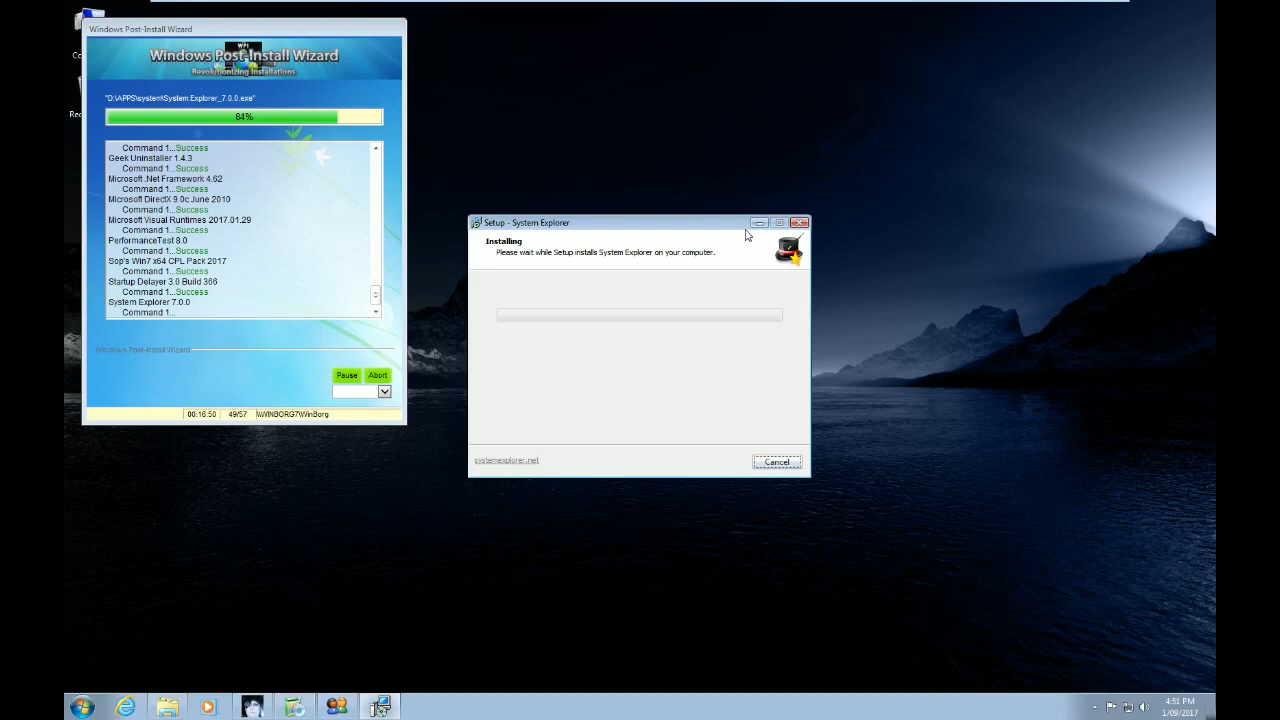 Co
Rec
Windows Post-Install Wizard
WPI
Windows Post-Install Wizard
Revolutionizing Installations
"D:\APPS\system\System.Explorer_7.0.0.exe"
84%
Command 1...Success
Geek Uninstaller 1.4.3
Command 1...Success
Microsoft .Net Framework 4.62
Command 1...Success
Microsoft DirectX 9.0c June 2010
Command 1...Success
Microsoft Visual Runtimes 2017.01.29
Command 1...Success
PerformanceTest 8.0
Command 1...Success
Sop's Win7 x64 CPL Pack 2017
Command 1...Success
Startup Delayer 3.0 Build 366
Command 1...Success
System Explorer 7.0.0
Command 1...
Windows Post-Install Wizard
Pause Abort
00:16:50 49/57 \\WINBORG7\WinBorg
Setup - System Explorer
Installing
Please wait while Setup installs System Explorer on your computer.
systemexplorer.net
Cancel
4:51 PM
1/09/2017